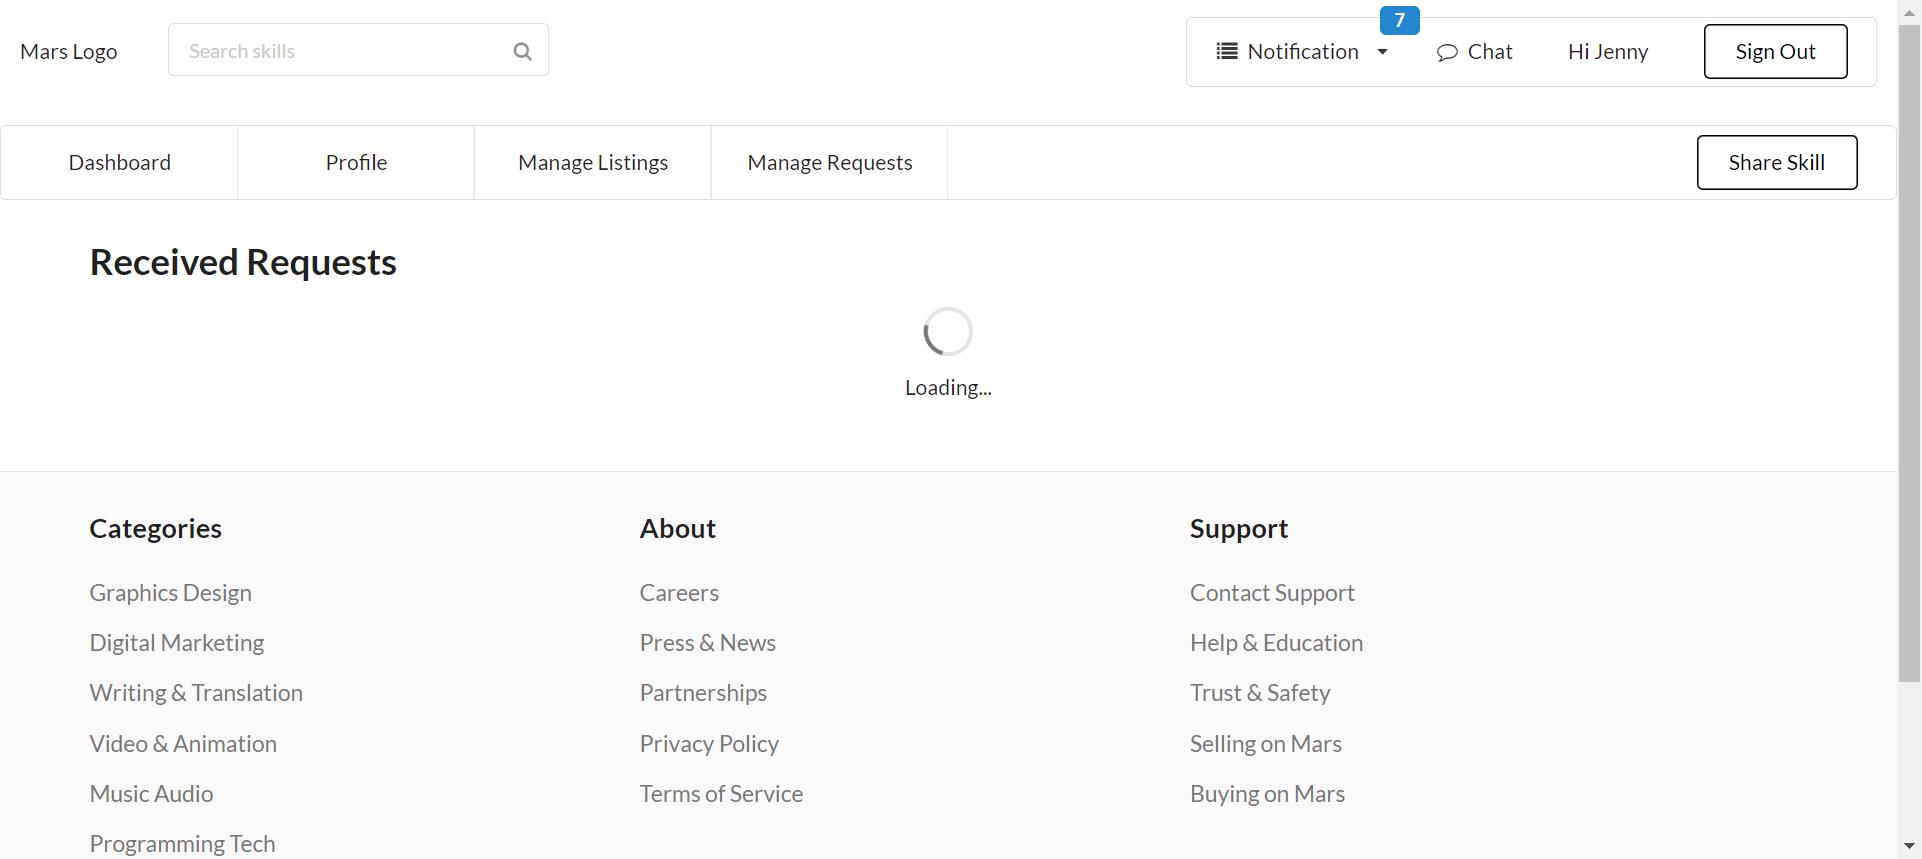 Mars Logo
Search skills
7
Notification
Chat
Hi Jenny
Sign Out
Dashboard
Profile
Manage Listings
Manage Requests
Share Skill
Received Requests
Loading...
Categories
Graphics Design
Digital Marketing
Writing & Translation
Video & Animation
Music Audio
Programming Tech
About
Careers
Press & News
Partnerships
Privacy Policy
Terms of Service
Support
Contact Support
Help & Education
Trust & Safety
Selling on Mars
Buying on Mars